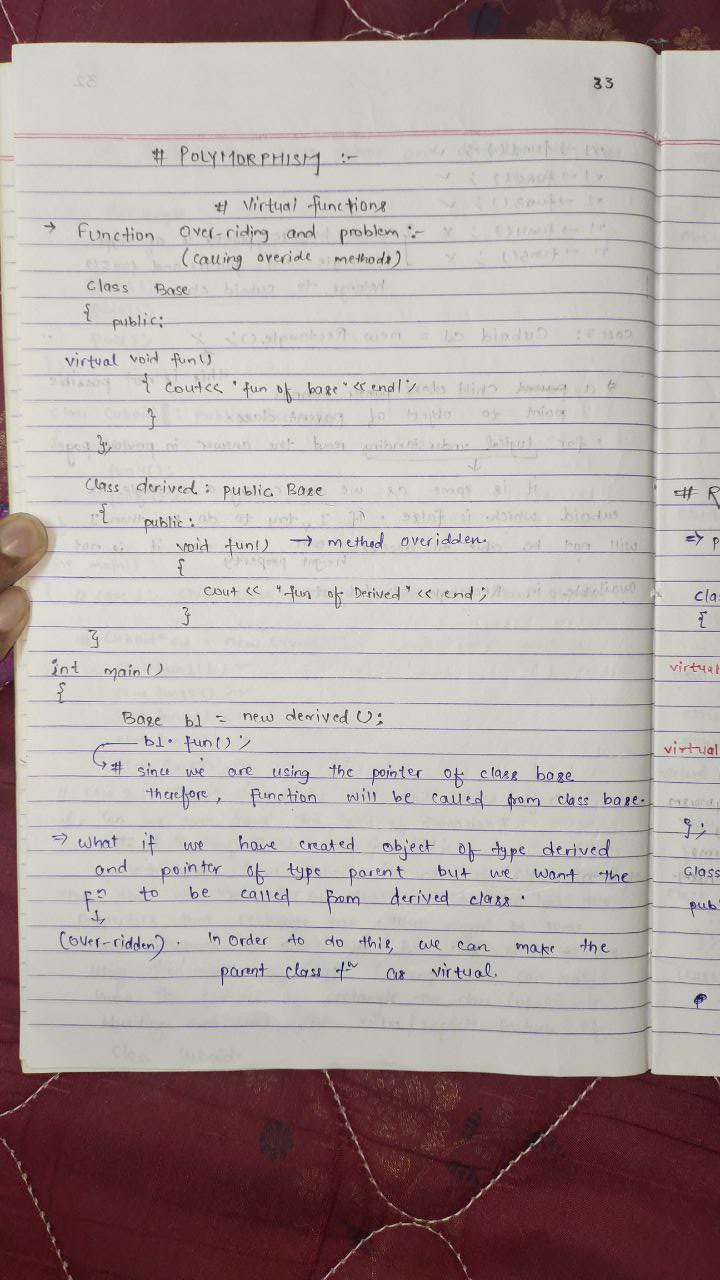 33
# POLYMORPHISM :-
# Virtual functions
→ Function Over-riding and problem :-
(calling overide methods)
Class Base
{
public:
virtual void fun()
{ cout<< "fun of base" << endl;
}
};
Class derived : public Base
{
public:
void fun() → method overidden.
{
cout << "fun of Derived" << end;
}
}
int main()
{
Base b1 = new derived();
b1. fun();
# since we are using the pointer of class base
therefore, function will be called from class base.
⇒ What if we have created object of type derived
and pointer of type parent but we want the
fn to be called from derived class.
↓
(over-ridden). In order to do this, we can make the
parent class fn as virtual.
# R
⇒ p
cla
{
virtual
virtual
};
Class
pub